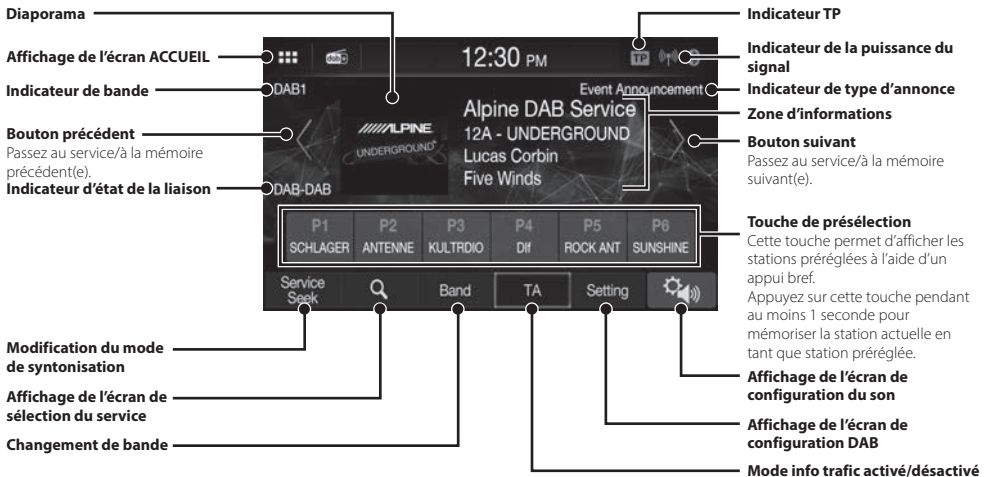 Diaporama
Affichage de l'écran ACCUEIL
Indicateur de bande
Bouton précédent
Passez au service/à la mémoire
précédent(e).
Indicateur d'état de la liaison
Modification du mode
de syntonisation
Affichage de l'écran de
sélection du service
Changement de bande
12:30 PM
TP
DAB1
Event Announcement
ALPINE
UNDERGROUND
Alpine DAB Service
12A - UNDERGROUND
Lucas Corbin
Five Winds
DAB-DAB
P1
SCHLAGER
P2
ANTENNE
P3
KULTRDIO
P4
Dlf
P5
ROCK ANT
P6
SUNSHINE
Service
Seek
Band
TA
Setting
Indicateur TP
Indicateur de la puissance du
signal
Indicateur de type d'annonce
Zone d'informations
Bouton suivant
Passez au service/à la mémoire
suivant(e).
Touche de présélection
Cette touche permet d'afficher les
stations préréglées à l'aide d'un
appui bref.
Appuyez sur cette touche pendant
au moins 1 seconde pour
mémoriser la station actuelle en
tant que station préréglée.
Affichage de l'écran de
configuration du son
Affichage de l'écran de
configuration DAB
Mode info trafic activé/désactivé